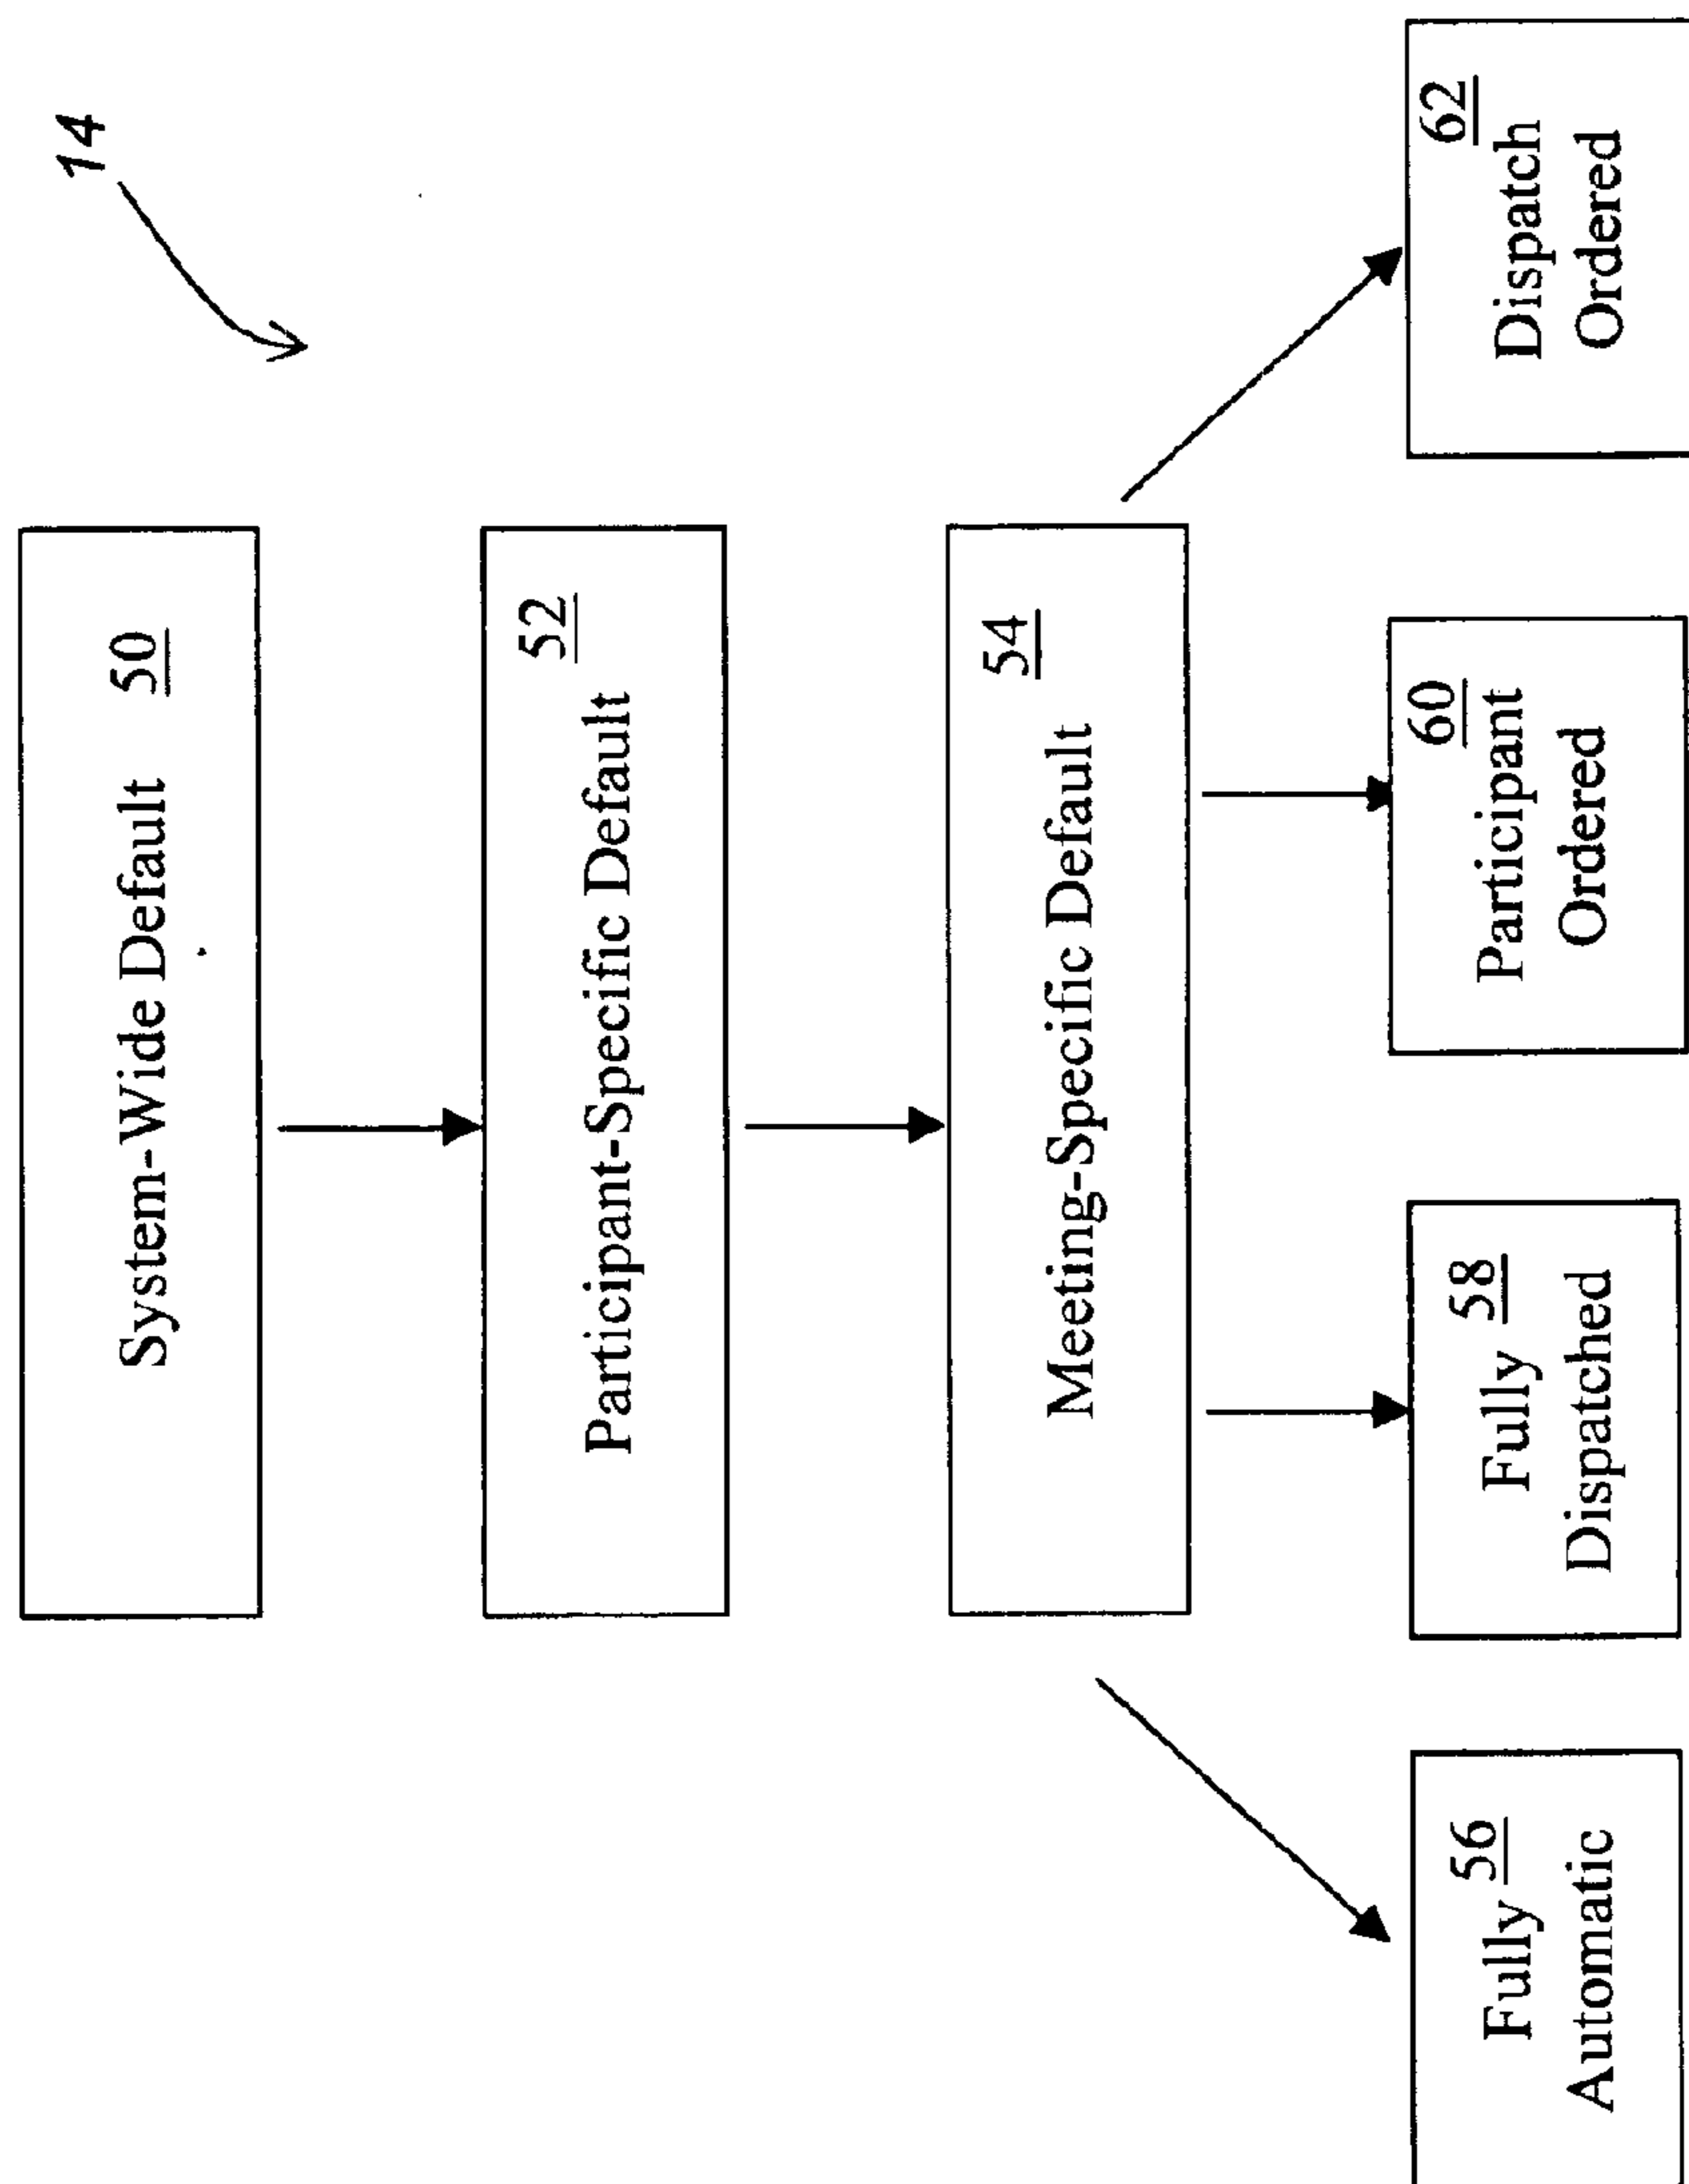 14
System-Wide Default 50
52
Participant-Specific Default
54
Meeting-Specific Default
Fully 56
Automatic
Fully 58
Dispatched
60
Participant
Ordered
62
Dispatch
Ordered